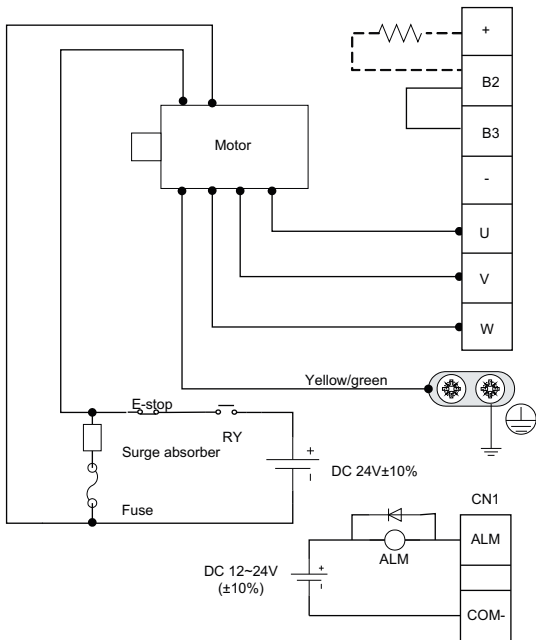 +
B2
B3
-
U
V
W
Motor
Yellow/green
E-stop
RY
Surge absorber
Fuse
+
-
DC 24V±10%
CN1
ALM
ALM
COM-
DC 12~24V
(±10%)
+
-